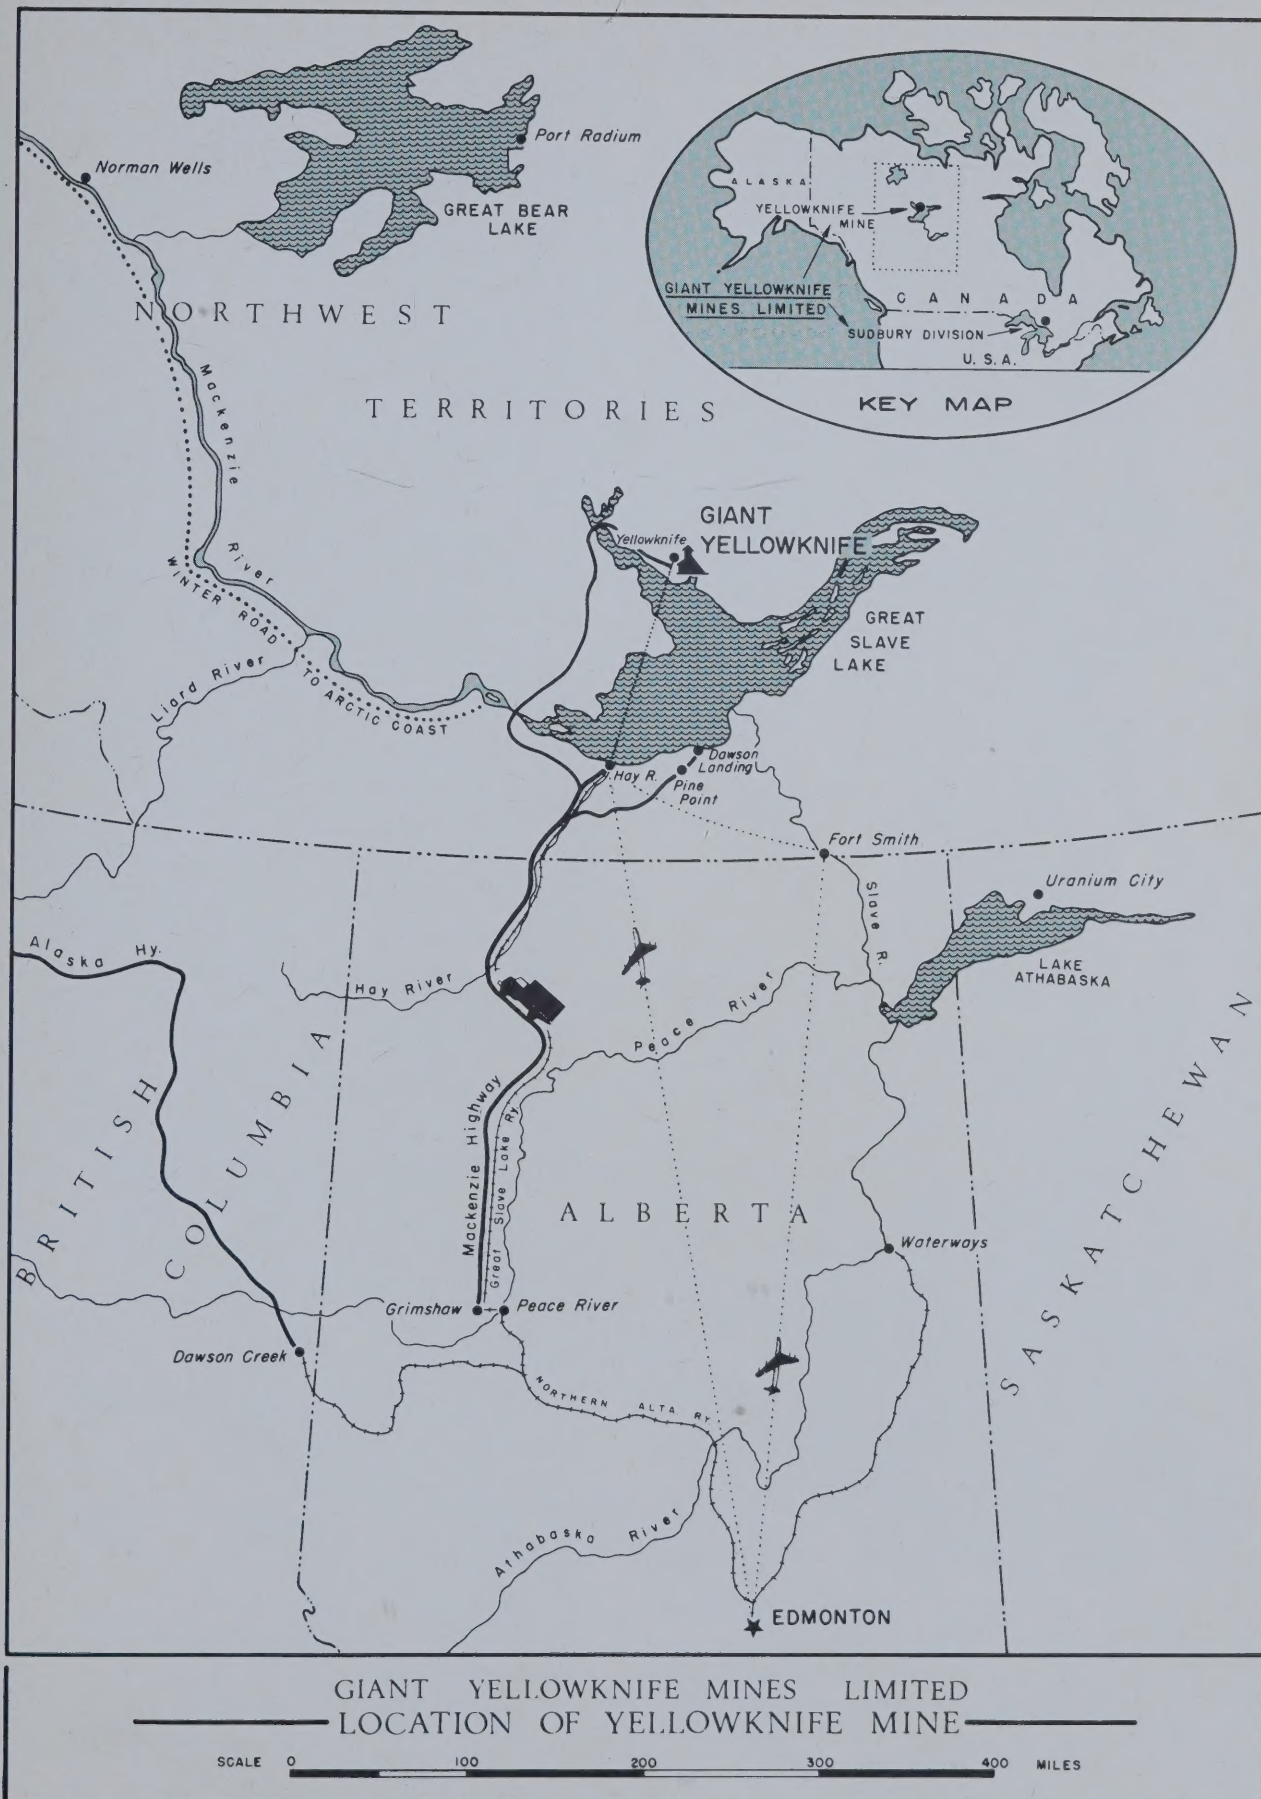 Port Radium
Norman Wells
GREAT BEAR
LAKE
NORTHWEST
TERRITORIES
Mackenzie
River
ALASKA
YELLOWKNIFE
MINE
GIANT YELLOWKNIFE
MINES LIMITED
CANADA
SUDBURY DIVISION
U. S. A.
KEY MAP
GIANT
YELLOWKNIFE
Yellowknife
GREAT
SLAVE
LAKE
WINTER ROAD
TO ARCTIC COAST
Liard River
Dawson
Landing
Hay R.
Pine
Point
Fort Smith
Slave R.
Uranium City
LAKE
ATHABASKA
Alaska Hy.
Hay River
Peace River
BRITISH
COLUMBIA
Mackenzie Highway
Great Slave Lake Ry
ALBERTA
SASKATCHEWAN
Waterways
Grimshaw
Peace River
Dawson Creek
NORTHERN ALTA RY
Athabaska River
EDMONTON
GIANT YELLOWKNIFE MINES LIMITED
LOCATION OF YELLOWKNIFE MINE
SCALE 0 100 200 300 400 MILES